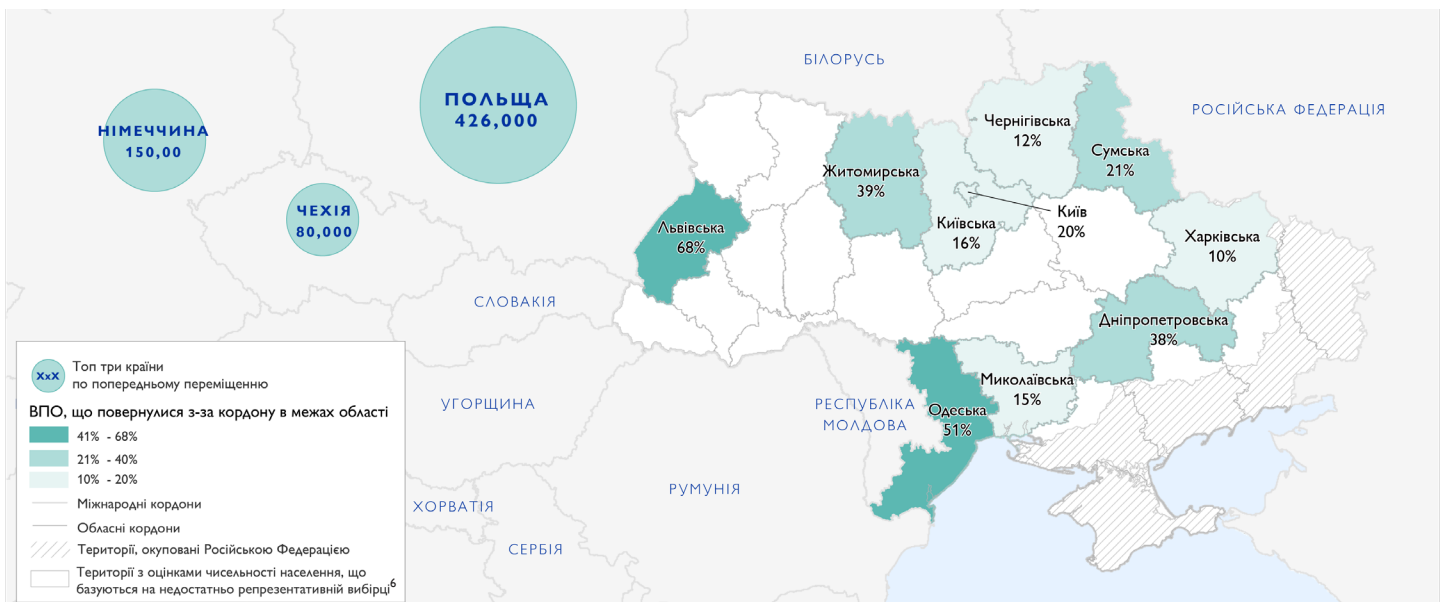 БІЛОРУСЬ
ПОЛЬЩА
426,000
РОСІЙСЬКА ФЕДЕРАЦІЯ
НІМЕЧЧИНА
150,00
Чернігівська
12%
Сумська
21%
Житомирська
39%
ЧЕХІЯ
80,000
Львівська
68%
Київська
16%
Київ
20%
Харківська
10%
СЛОВАКІЯ
Дніпропетровська
38%
Миколаївська
15%
УГОРЩИНА
РЕСПУБЛІКА
МОЛДОВА
Одеська
51%
РУМУНІЯ
ХОРВАТІЯ
СЕРБІЯ
XxX
Топ три країни
по попередньому переміщенню
ВПО, що повернулися з-за кордону в межах області
41% - 68%
21% - 40%
10% - 20%
Міжнародні кордони
Обласні кордони
Території, окуповані Російською Федерацією
Території з оцінками чисельності населення, що
базуються на недостатньо репрезентативній вибірці6